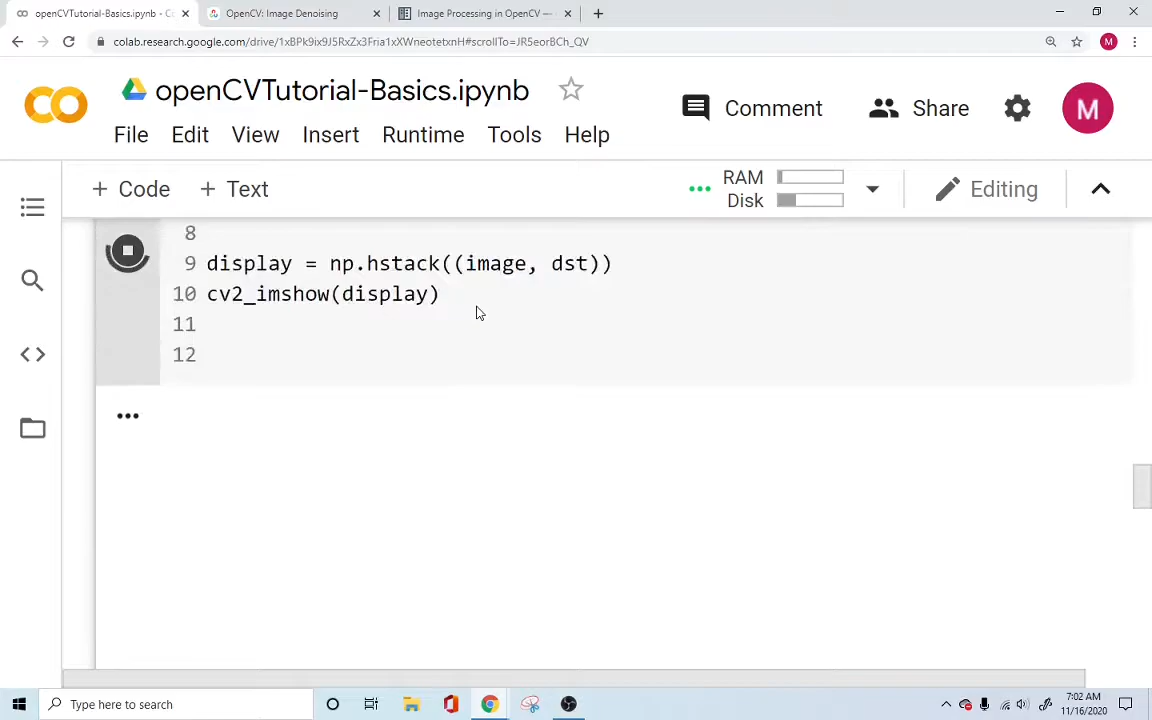 openCVTutorial-Basics.ipynb - Co
OpenCV: Image Denoising
Image Processing in OpenCV —
colab.research.google.com/drive/1xBPk9ix9J5RxZx3Fria1xXWneotetxnH#scrollTo=JR5eorBCh_QV
M
openCVTutorial-Basics.ipynb
Comment
Share
M
File Edit View Insert Runtime Tools Help
+ Code + Text
RAM
Disk
Editing
8
9 display = np.hstack((image, dst))
10 cv2_imshow(display)
11
12
Type here to search
7:02 AM
11/16/2020